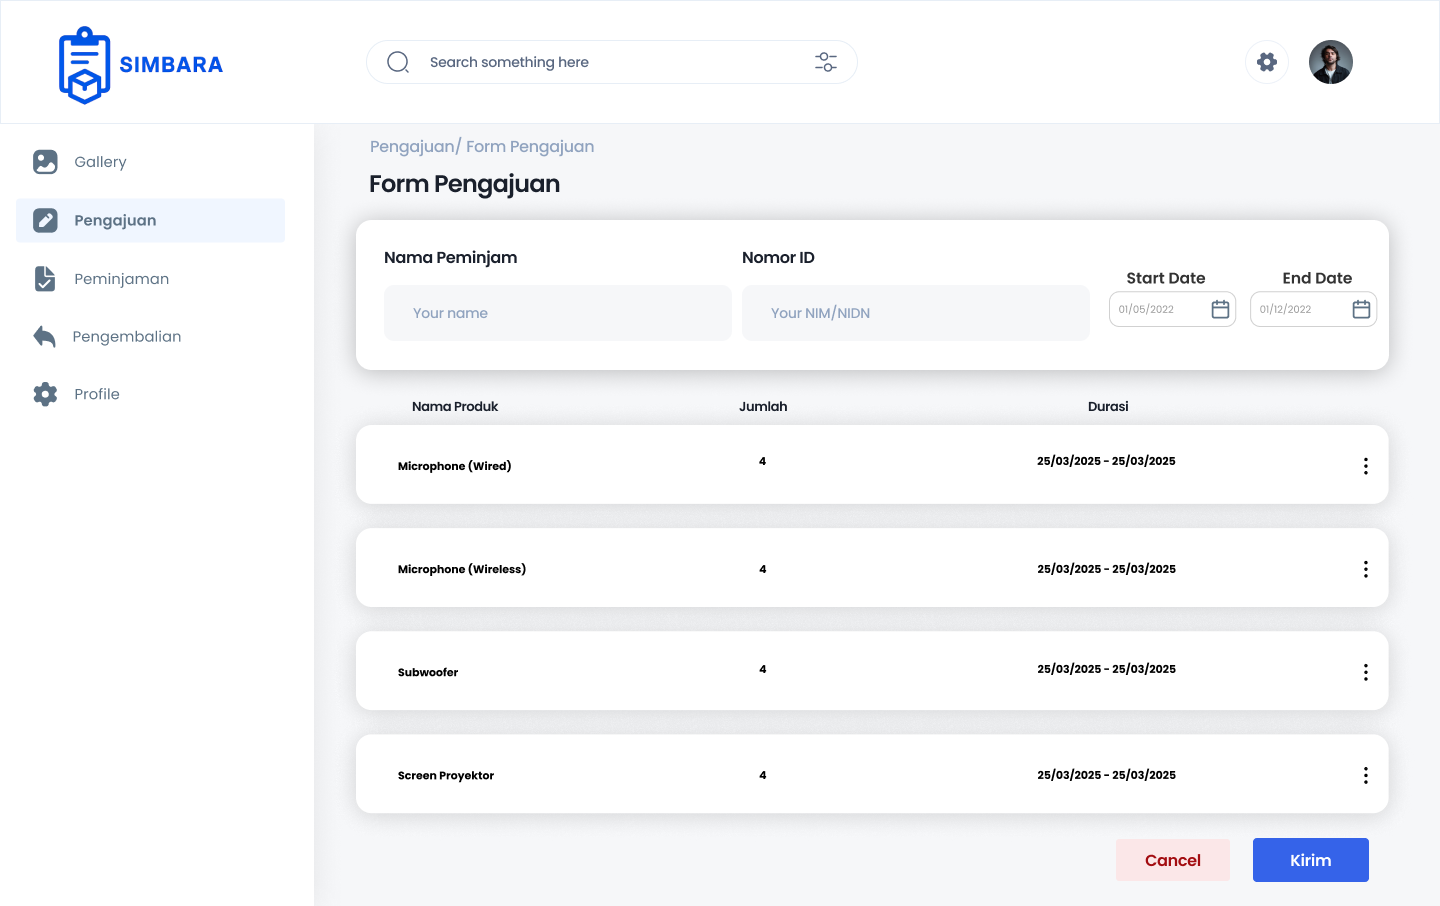 SIMBARA
Search something here
Gallery
Pengajuan
Peminjaman
Pengembalian
Profile
Pengajuan/ Form Pengajuan
Form Pengajuan
Nama Peminjam
Nomor ID
Start Date
End Date
Your name
Your NIM/NIDN
01/05/2022
01/12/2022
Nama Produk
Jumlah
Durasi
Microphone (Wired)
4
25/03/2025 - 25/03/2025
Microphone (Wireless)
4
25/03/2025 - 25/03/2025
Subwoofer
4
25/03/2025 - 25/03/2025
Screen Proyektor
4
25/03/2025 - 25/03/2025
Cancel
Kirim